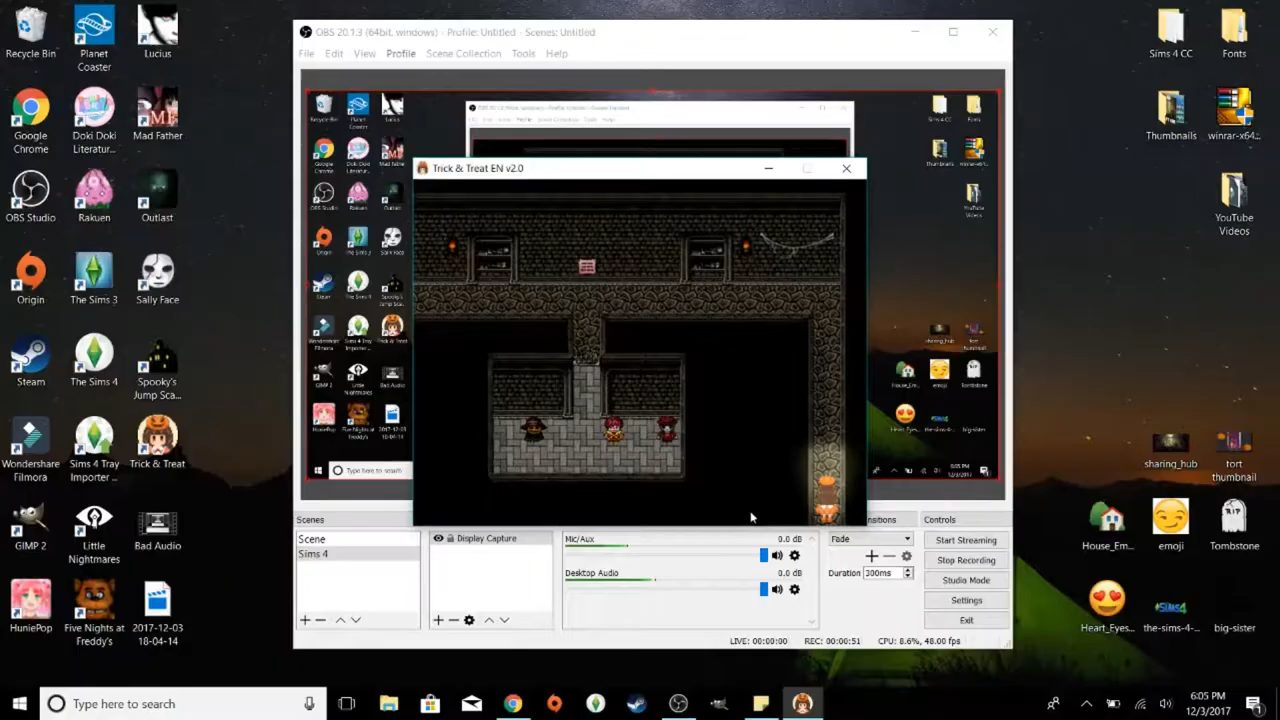 Recycle Bin
Planet
Coaster
Lucius
Google
Chrome
Doki Doki
Literatur...
Mad Father
OBS Studio
Rakuen
Outlast
Origin
The Sims 3
Sally Face
Steam
The Sims 4
Spooky's
Jump Sca...
Wondershare
Filmora
Sims 4 Tray
Importer ...
Trick & Treat
GIMP 2
Little
Nightmares
Bad Audio
HuniePop
Five Nights at
Freddy's
2017-12-03
18-04-14
OBS 20.1.3 (64bit, windows) - Profile: Untitled - Scenes: Untitled
File Edit View Profile Scene Collection Tools Help
Trick & Treat EN v2.0
Scenes
Scene
Sims 4
Display Capture
Mic/Aux 0.0 dB
Desktop Audio 0.0 dB
Fade
Duration 300ms
Controls
Start Streaming
Stop Recording
Studio Mode
Settings
Exit
LIVE: 00:00:00 REC: 00:00:51 CPU: 8.6%, 48.00 fps
Sims 4 CC
Fonts
Thumbnails
winrar-x64...
YouTube
Videos
sharing_hub
tort
thumbnail
House_Em...
emoji
Tombstone
RIP
Heart_Eyes...
the-sims-4-...
big-sister
Type here to search
6:05 PM
12/3/2017